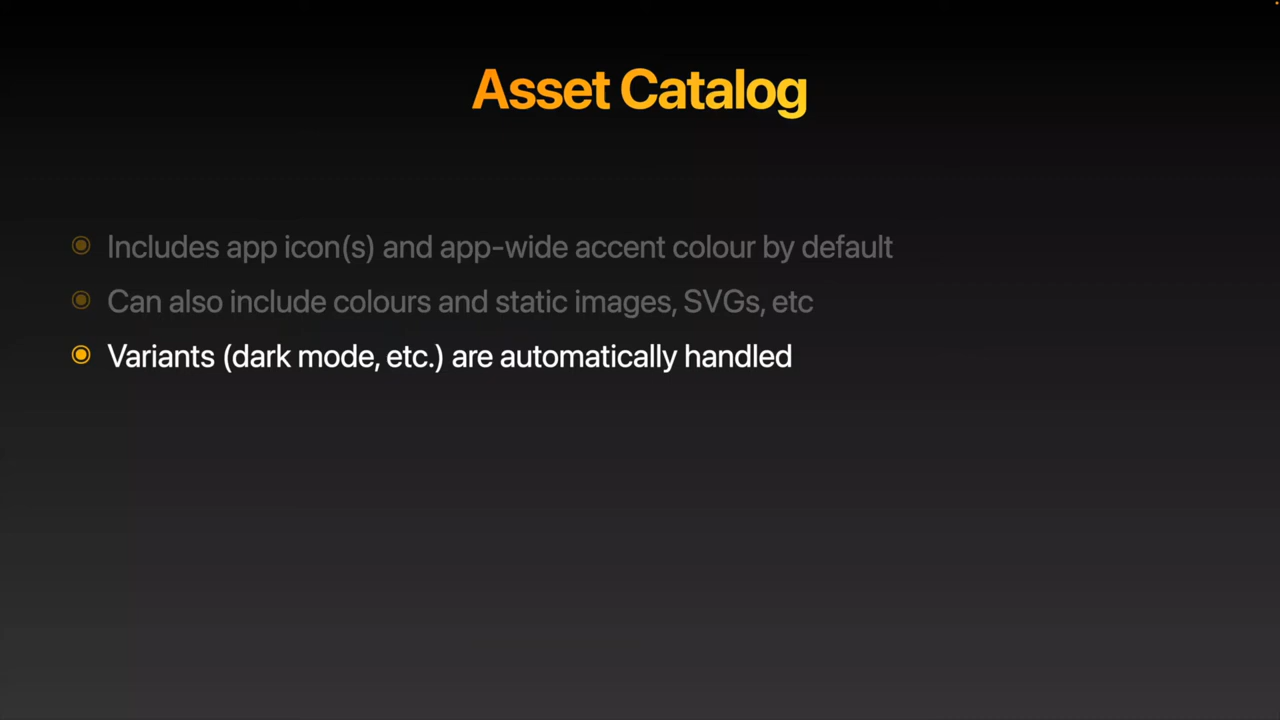 Asset Catalog
Includes app icon(s) and app-wide accent colour by default
Can also include colours and static images, SVGs, etc
Variants (dark mode, etc.) are automatically handled